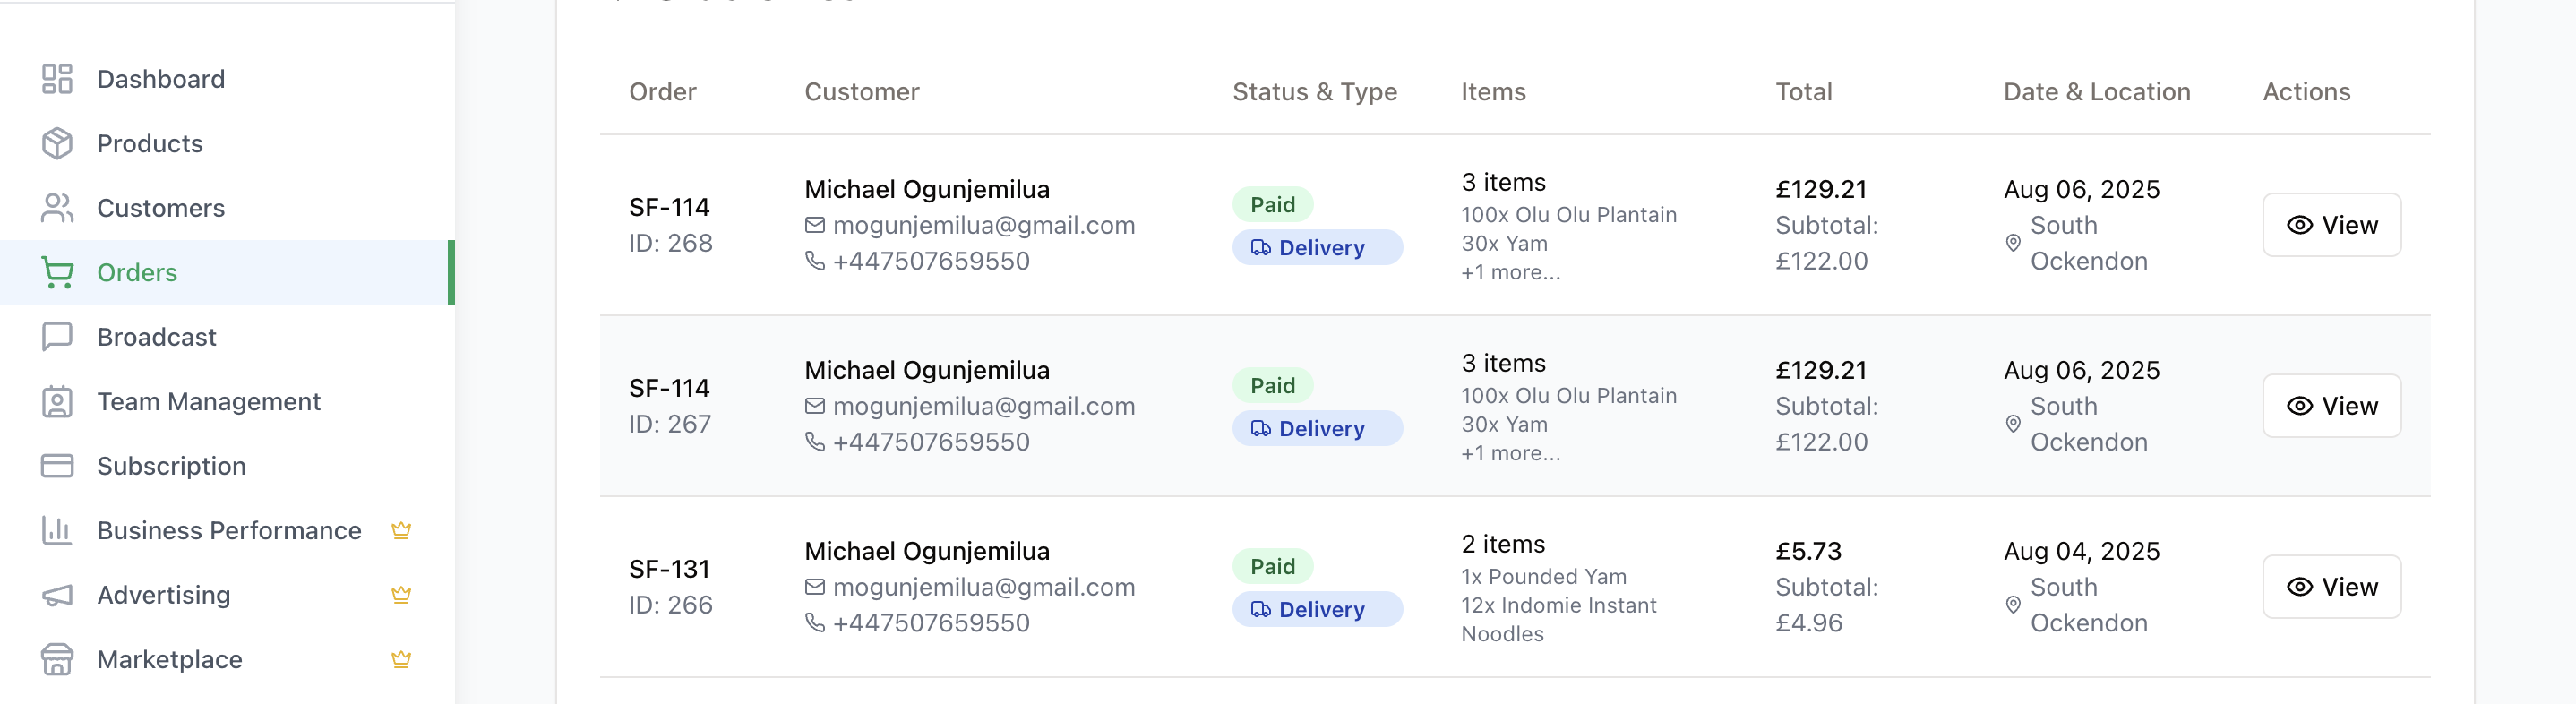 Dashboard
Products
Customers
Orders
Broadcast
Team Management
Subscription
Business Performance
Advertising
Marketplace
Order Customer Status & Type Items Total Date & Location Actions
SF-114
ID: 268
Michael Ogunjemilua
mogunjemilua@gmail.com
+447507659550
Paid
Delivery
3 items
100x Olu Olu Plantain
30x Yam
+1 more...
£129.21
Subtotal:
£122.00
Aug 06, 2025
South
Ockendon
View
SF-114
ID: 267
Michael Ogunjemilua
mogunjemilua@gmail.com
+447507659550
Paid
Delivery
3 items
100x Olu Olu Plantain
30x Yam
+1 more...
£129.21
Subtotal:
£122.00
Aug 06, 2025
South
Ockendon
View
SF-131
ID: 266
Michael Ogunjemilua
mogunjemilua@gmail.com
+447507659550
Paid
Delivery
2 items
1x Pounded Yam
12x Indomie Instant
Noodles
£5.73
Subtotal:
£4.96
Aug 04, 2025
South
Ockendon
View